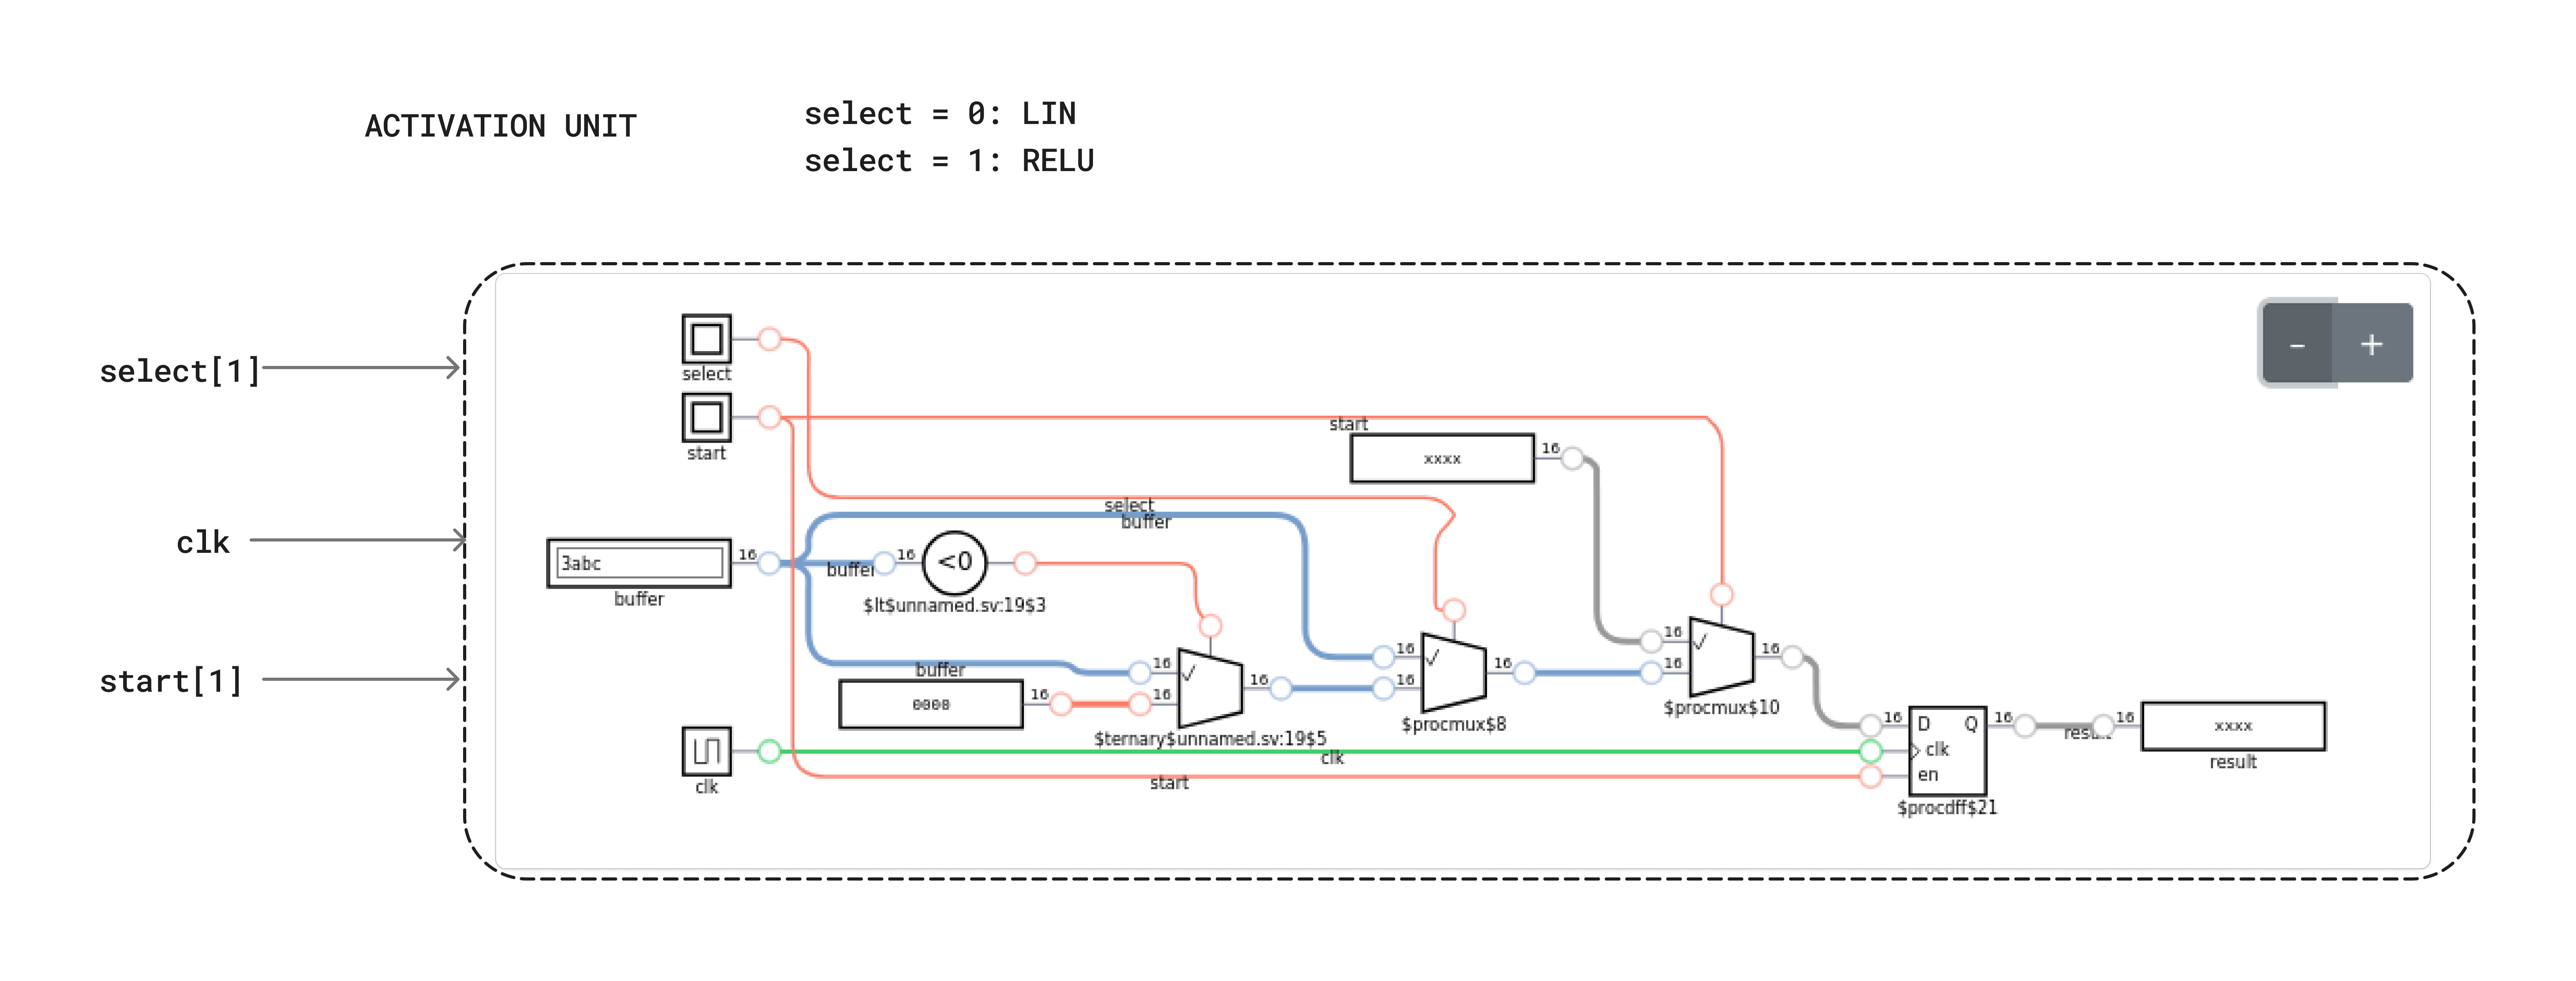 ACTIVATION UNIT
select = 0: LIN
select = 1: RELU
select[1]
clk
start[1]
- +
select
start
start
xxxx
16
select
buffer
3abc
16
buffer
16
<0
buffer
$lt$unnamed.sv:19$3
buffer
0000
16
16
16
16
$ternary$unnamed.sv:19$5
16
16
16
$procmux$8
16
16
16
$procmux$10
clk
clk
start
16
D
Q
clk
en
$procdff$21
16
16
result
xxxx
result